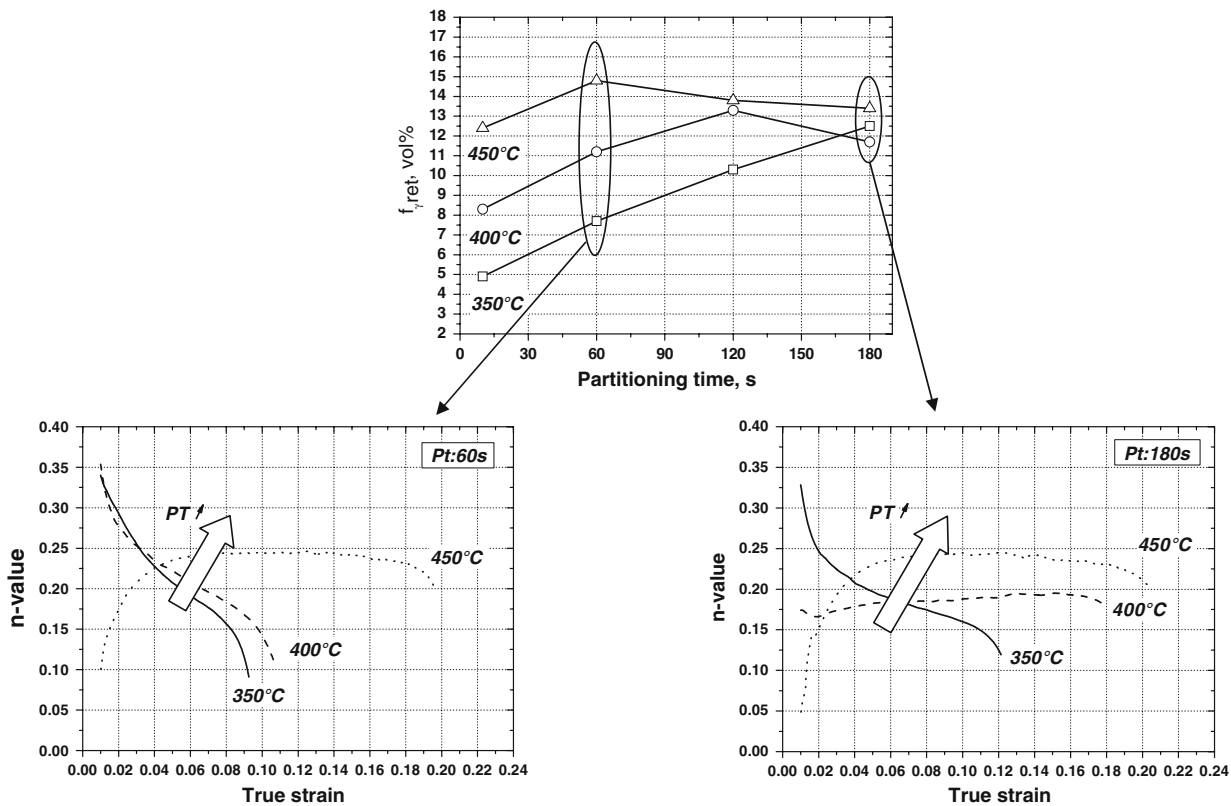 18
17
16
15
14
13
12
11
10
9
8
7
6
5
4
3
2
fγret, vol%
450°C
400°C
350°C
0 30 60 90 120 150 180
Partitioning time, s
0.40
0.35
0.30
0.25
0.20
0.15
0.10
0.05
0.00
n-value
Pt:60s
PT
450°C
400°C
350°C
0.00 0.02 0.04 0.06 0.08 0.10 0.12 0.14 0.16 0.18 0.20 0.22 0.24
True strain
0.40
0.35
0.30
0.25
0.20
0.15
0.10
0.05
0.00
n-value
Pt:180s
PT
450°C
400°C
350°C
0.00 0.02 0.04 0.06 0.08 0.10 0.12 0.14 0.16 0.18 0.20 0.22 0.24
True strain